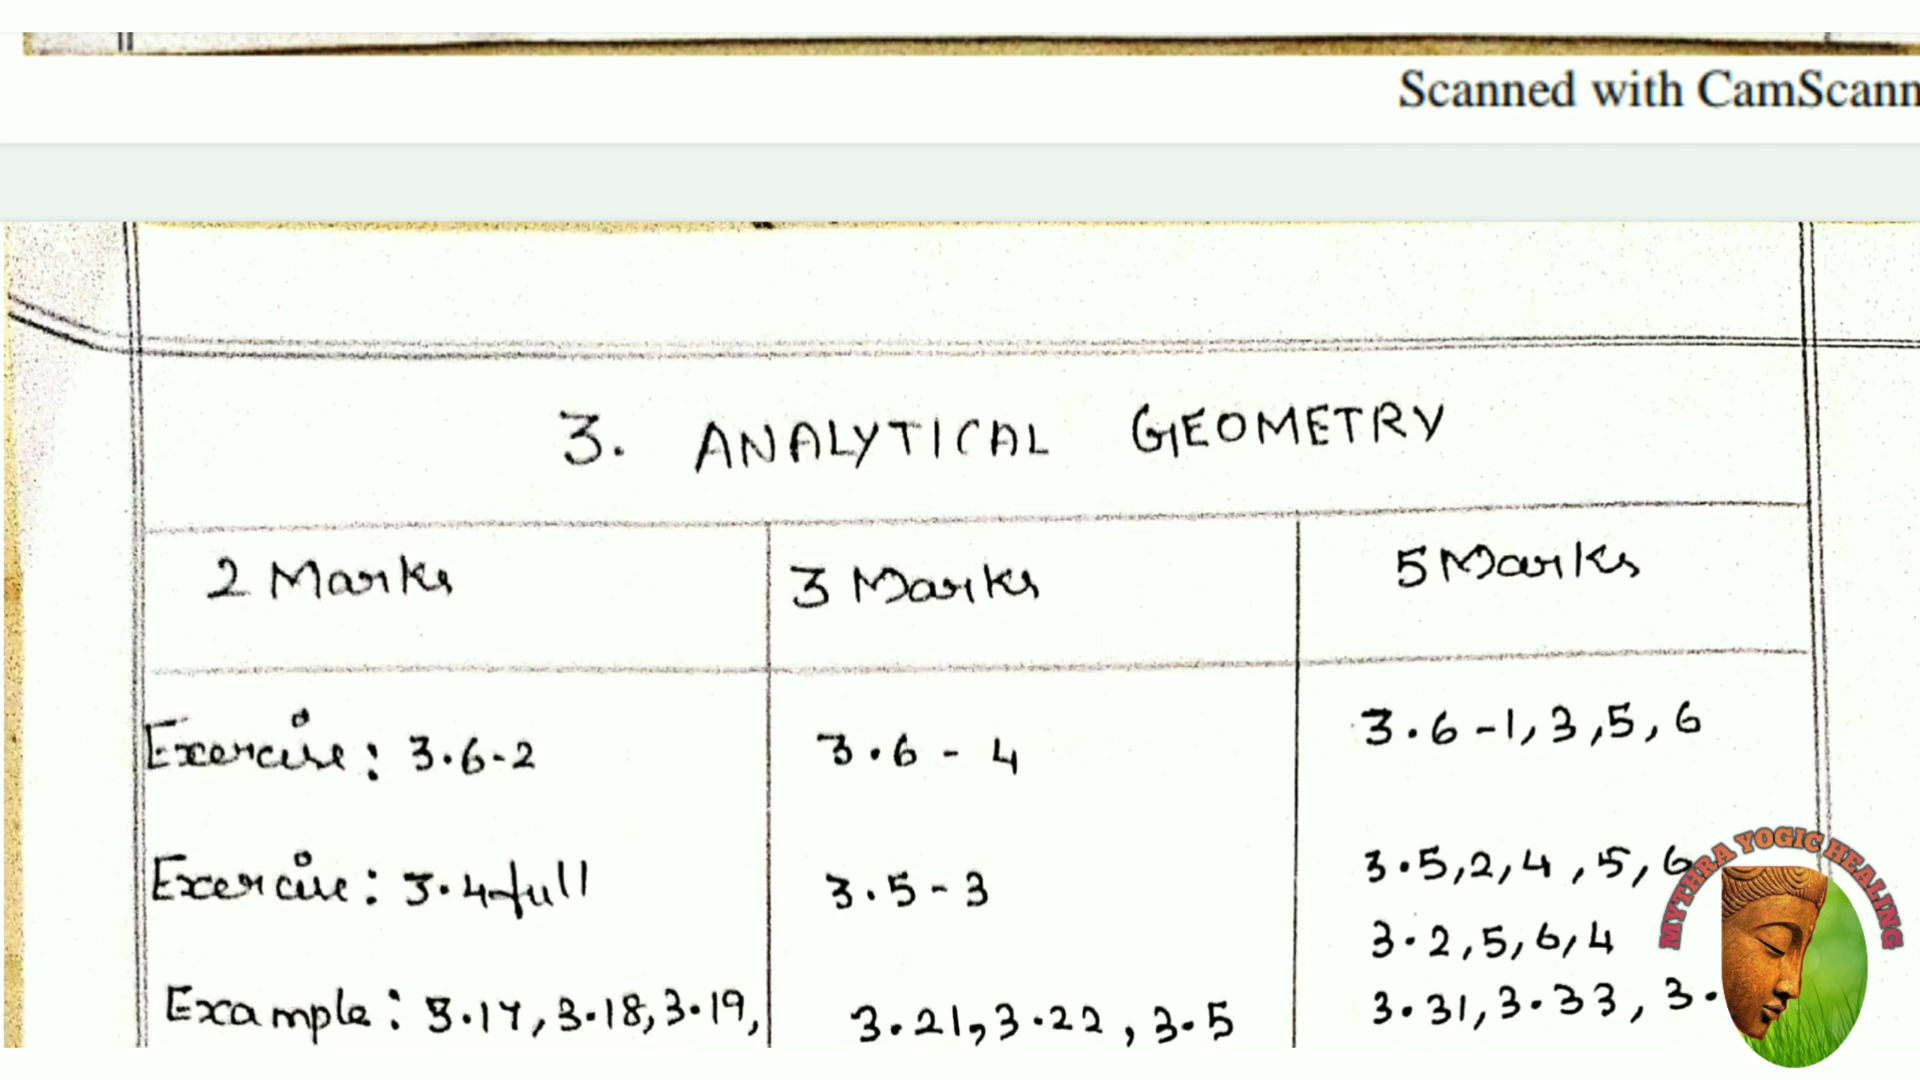 Scanned with CamScann
3. ANALYTICAL GEOMETRY
2 Marks 3 Marks 5 Marks
Exercise: 3.6-2 3.6 - 4 3.6-1,3,5,6
Exercise: 3.4-full 3.5-3 3.5,2,4,5,6
3.2,5,6,4
Example: 3.17,3.18,3.19, 3.21,3.22,3.5 3.31,3.33, 3.
MYTHRA YOGIC HEALING